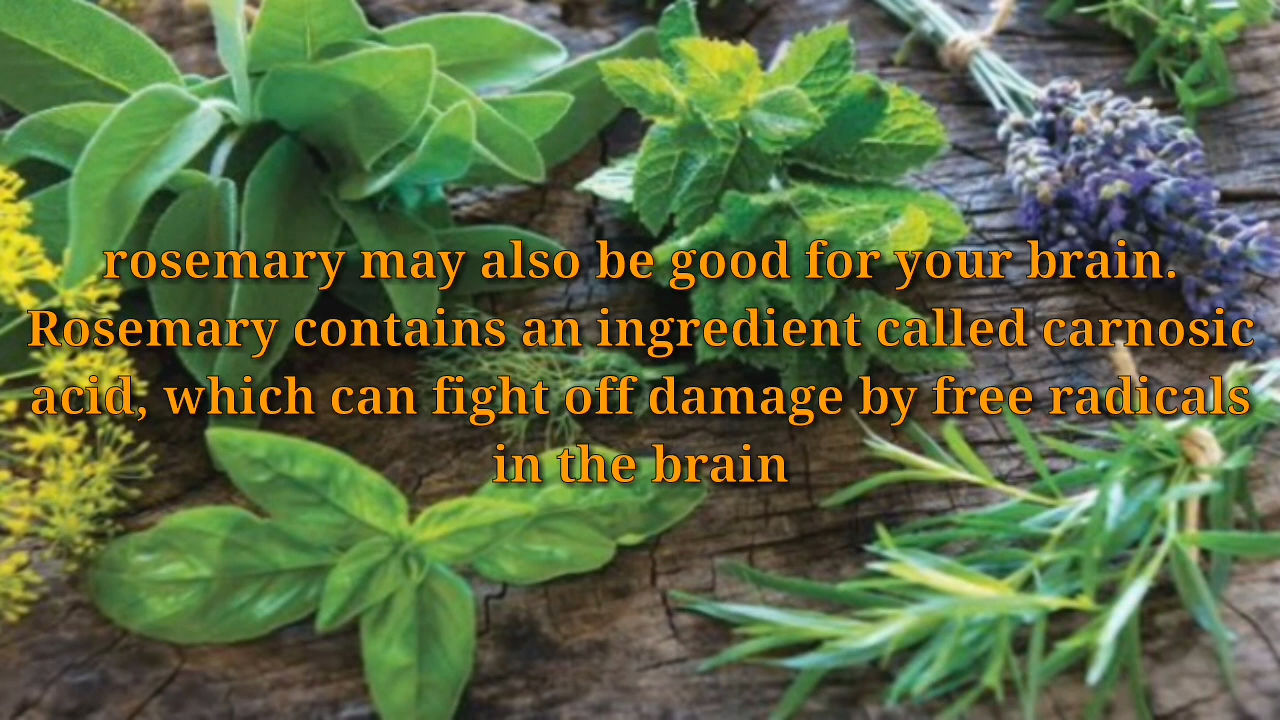 rosemary may also be good for your brain.
Rosemary contains an ingredient called carnosic
acid, which can fight off damage by free radicals
in the brain